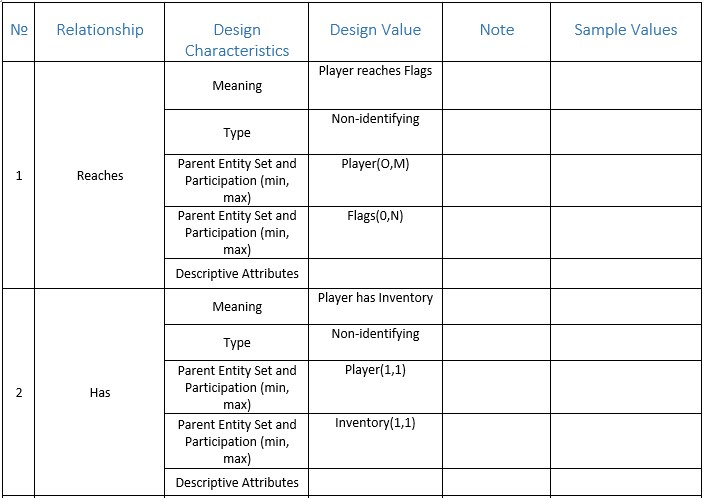 № Relationship Design Characteristics Design Value Note Sample Values
1 Reaches
Meaning Player reaches Flags
Type Non-identifying
Parent Entity Set and Participation (min, max) Player(O,M)
Parent Entity Set and Participation (min, max) Flags(0,N)
Descriptive Attributes
2 Has
Meaning Player has Inventory
Type Non-identifying
Parent Entity Set and Participation (min, max) Player(1,1)
Parent Entity Set and Participation (min, max) Inventory(1,1)
Descriptive Attributes